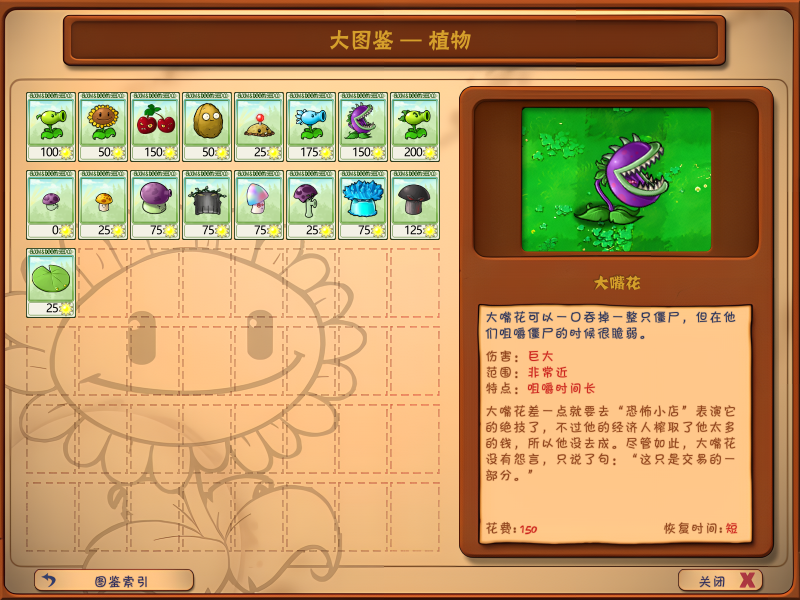 大图鉴 — 植物
100 50 150 50 25 175 150 200
0 25 75 75 75 25 75 125
25
大嘴花
大嘴花可以一口吞掉一整只僵尸，但在他
们咀嚼僵尸的时候很脆弱。
伤害：巨大
范围：非常近
特点：咀嚼时间长
大嘴花差一点就要去“恐怖小店”表演它
的绝技了，不过他的经济人榨取了他太多
的钱，所以他没去成。尽管如此，大嘴花
没有怨言，只说了句：“这只是交易的一
部分。”
花费:150 恢复时间:短
图鉴索引
关闭 X